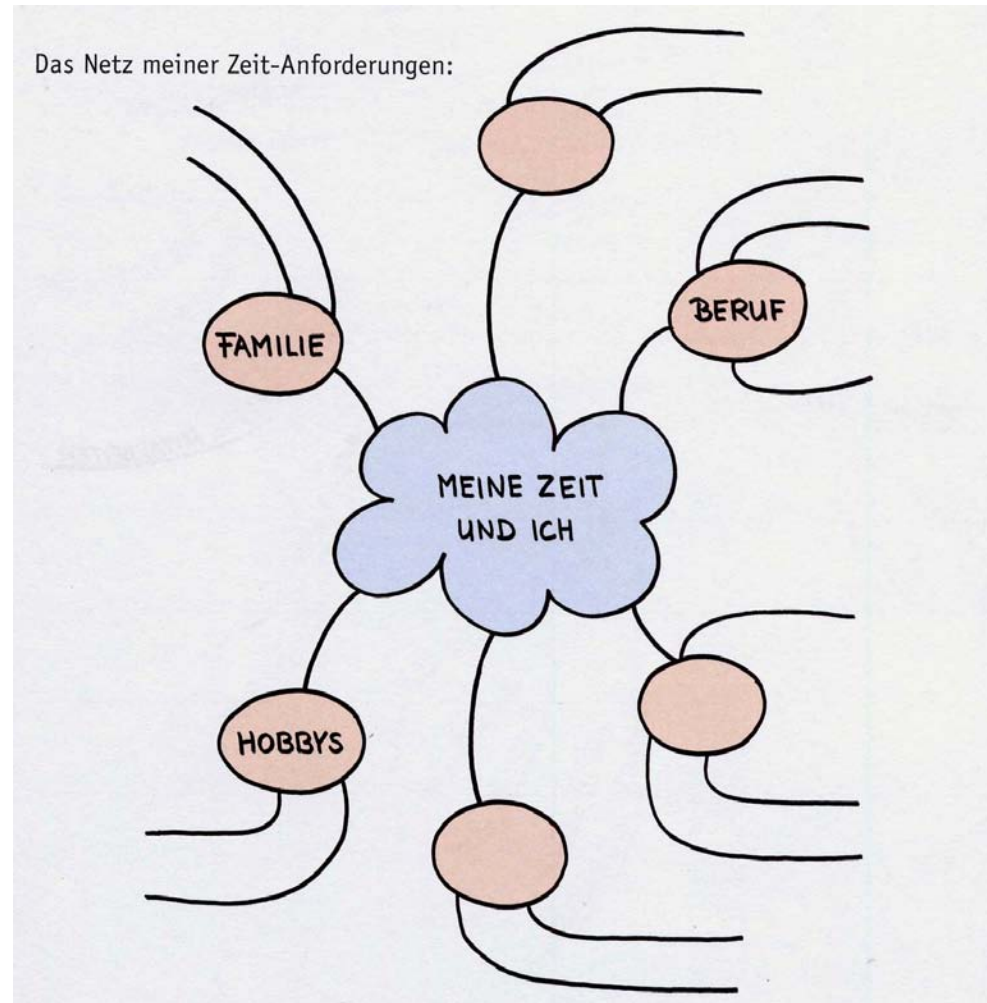 Das Netz meiner Zeit-Anforderungen:
BERUF
FAMILIE
MEINE ZEIT
UND ICH
HOBBYS